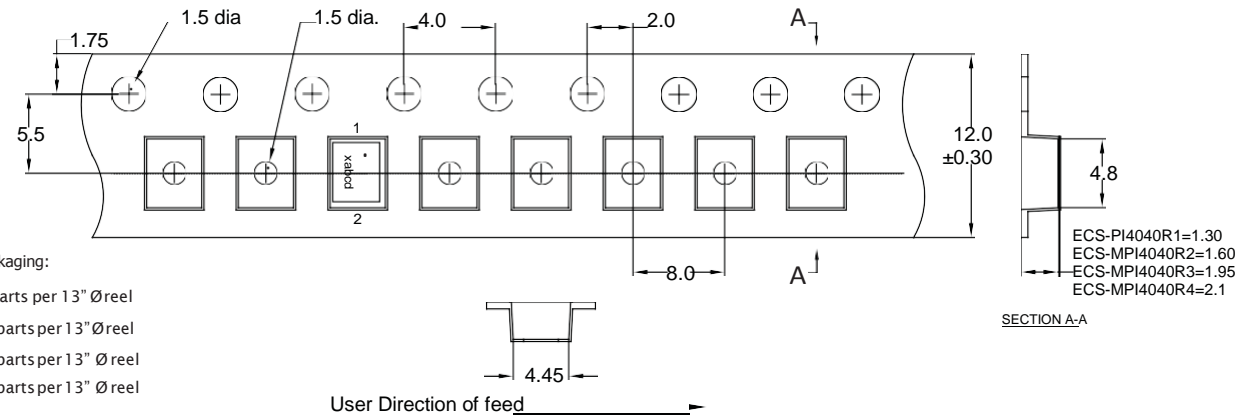 1.5 dia
1.5 dia.
4.0
2.0
A
1.75
5.5
1
xabcd
2
12.0
±0.30
4.8
8.0
A
ECS-PI4040R1=1.30
ECS-MPI4040R2=1.60
ECS-MPI4040R3=1.95
ECS-MPI4040R4=2.1
SECTION A-A
kaging:
arts per 13" Ø reel
parts per 13" Ø reel
parts per 13" Ø reel
parts per 13" Ø reel
4.45
User Direction of feed